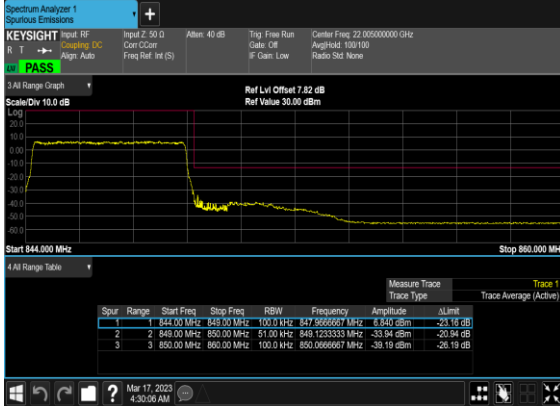 Spectrum Analyzer 1
Spurious Emissions
+
KEYSIGHT Input: RF Input Z: 50 Ω Atten: 40 dB Trig: Free Run Center Freq: 22.005000000 GHz
R T Coupling: DC Corr CCorr Gate: Off Avg|Hold: 100/100
Align: Auto Freq Ref: Int (S) IF Gain: Low Radio Std: None
LXI PASS
3 All Range Graph
Ref Lvl Offset 7.82 dB
Scale/Div 10.0 dB Ref Value 30.00 dBm
Log
20.0
10.0
0.00
-10.0
-20.0
-30.0
-40.0
-50.0
-60.0
Start 844.000 MHz Stop 860.000 MH
4 All Range Table
Measure Trace Trace 1
Trace Type Trace Average (Active)
Spur Range Start Freq Stop Freq RBW Frequency Amplitude ΔLimit
1 1 844.00 MHz 849.00 MHz 100.0 kHz 847.9666667 MHz 6.840 dBm -23.16 dB
2 2 849.00 MHz 850.00 MHz 51.00 kHz 849.1233333 MHz -33.94 dBm -20.94 dB
3 3 850.00 MHz 860.00 MHz 100.0 kHz 850.0666667 MHz -39.19 dBm -26.19 dB
? Mar 17, 2023
4:30:06 AM